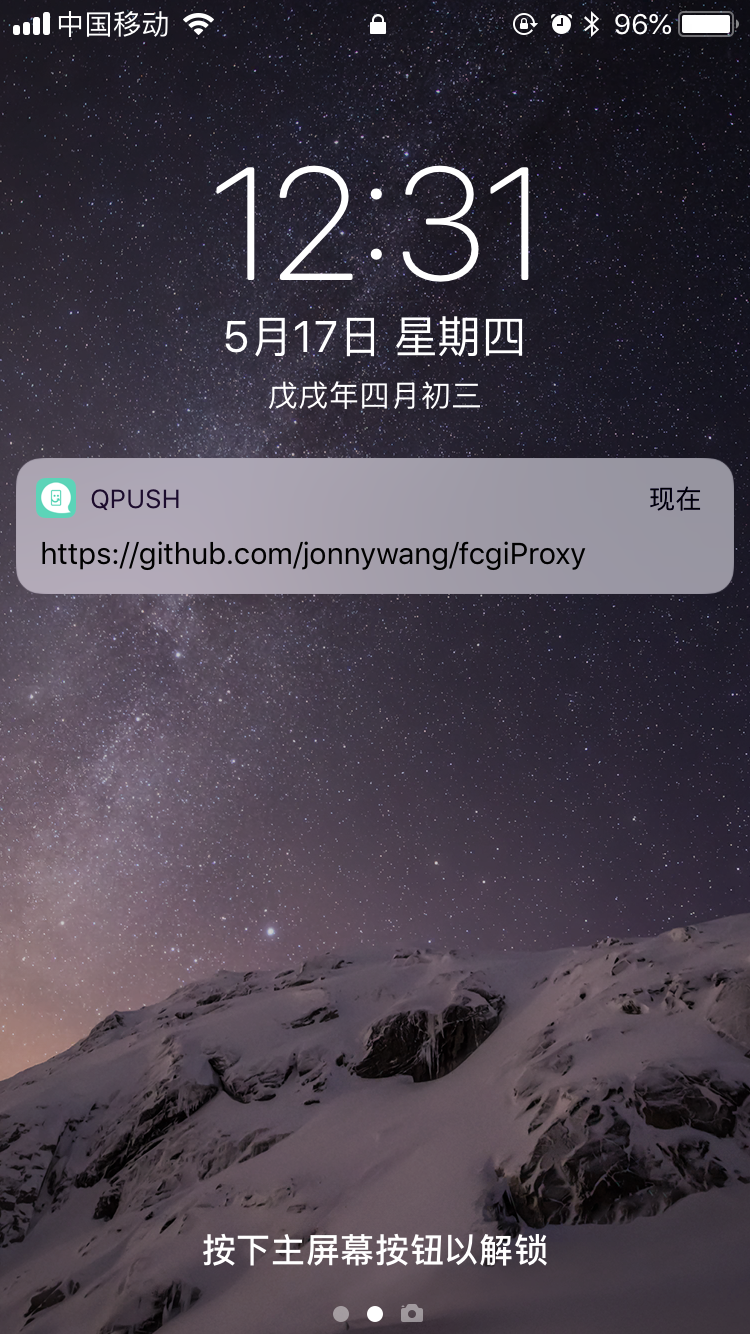 中国移动 96%
12:31
5月17日 星期四
戊戌年四月初三
QPUSH 现在
https://github.com/jonnywang/fcgiProxy
按下主屏幕按钮以解锁